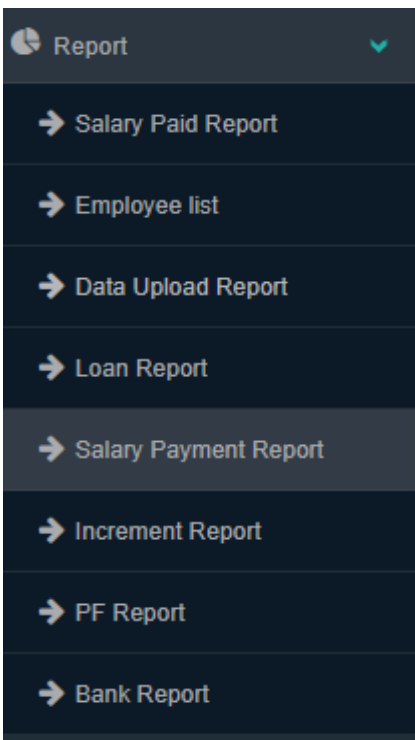 Report
Salary Paid Report
Employee list
Data Upload Report
Loan Report
Salary Payment Report
Increment Report
PF Report
Bank Report